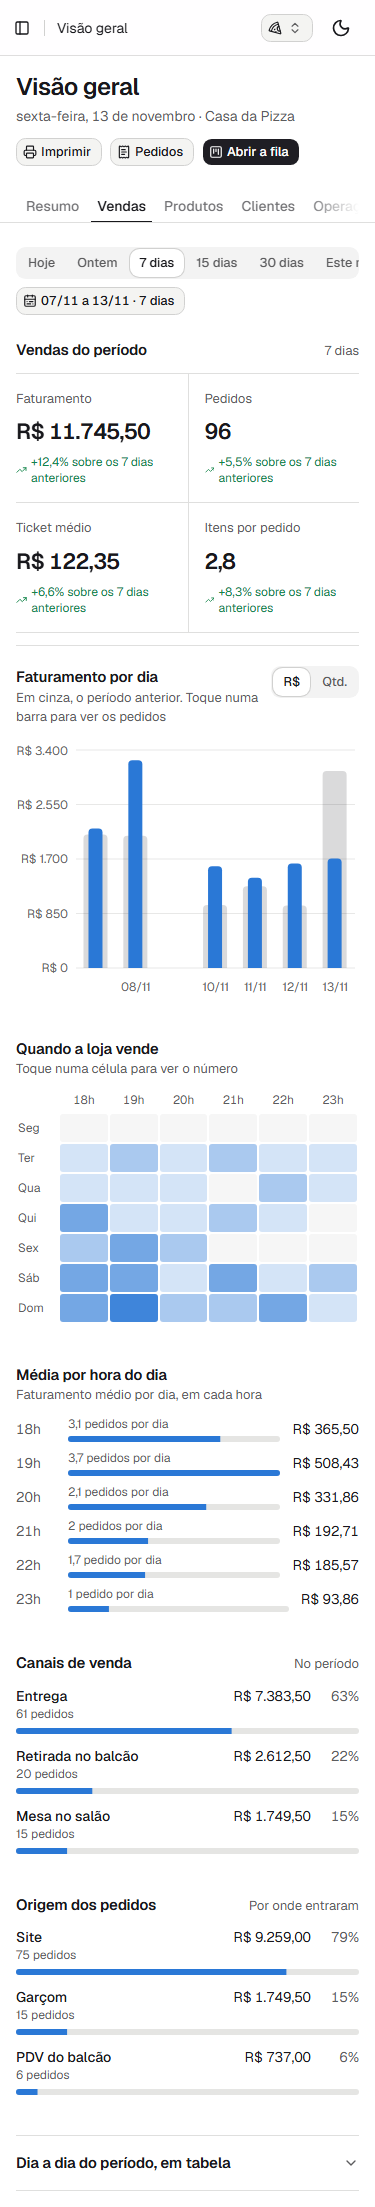 Visão geral
Visão geral
sexta-feira, 13 de novembro · Casa da Pizza
Imprimir
Pedidos
Abrir a fila
Resumo Vendas Produtos Clientes Opera
Hoje Ontem 7 dias 15 dias 30 dias Este
07/11 a 13/11 · 7 dias
Vendas do período 7 dias
Faturamento
R$ 11.745,50
+12,4% sobre os 7 dias
anteriores
Pedidos
96
+5,5% sobre os 7 dias
anteriores
Ticket médio
R$ 122,35
+6,6% sobre os 7 dias
anteriores
Itens por pedido
2,8
+8,3% sobre os 7 dias
anteriores
Faturamento por dia
Em cinza, o período anterior. Toque numa
barra para ver os pedidos
R$ Qtd.
R$ 3.400
R$ 2.550
R$ 1.700
R$ 850
R$ 0
08/11 10/11 11/11 12/11 13/11
Quando a loja vende
Toque numa célula para ver o número
18h 19h 20h 21h 22h 23h
Seg
Ter
Qua
Qui
Sex
Sáb
Dom
Média por hora do dia
Faturamento médio por dia, em cada hora
18h 3,1 pedidos por dia R$ 365,50
19h 3,7 pedidos por dia R$ 508,43
20h 2,1 pedidos por dia R$ 331,86
21h 2 pedidos por dia R$ 192,71
22h 1,7 pedido por dia R$ 185,57
23h 1 pedido por dia R$ 93,86
Canais de venda No período
Entrega R$ 7.383,50 63%
61 pedidos
Retirada no balcão R$ 2.612,50 22%
20 pedidos
Mesa no salão R$ 1.749,50 15%
15 pedidos
Origem dos pedidos Por onde entraram
Site R$ 9.259,00 79%
75 pedidos
Garçom R$ 1.749,50 15%
15 pedidos
PDV do balcão R$ 737,00 6%
6 pedidos
Dia a dia do período, em tabela